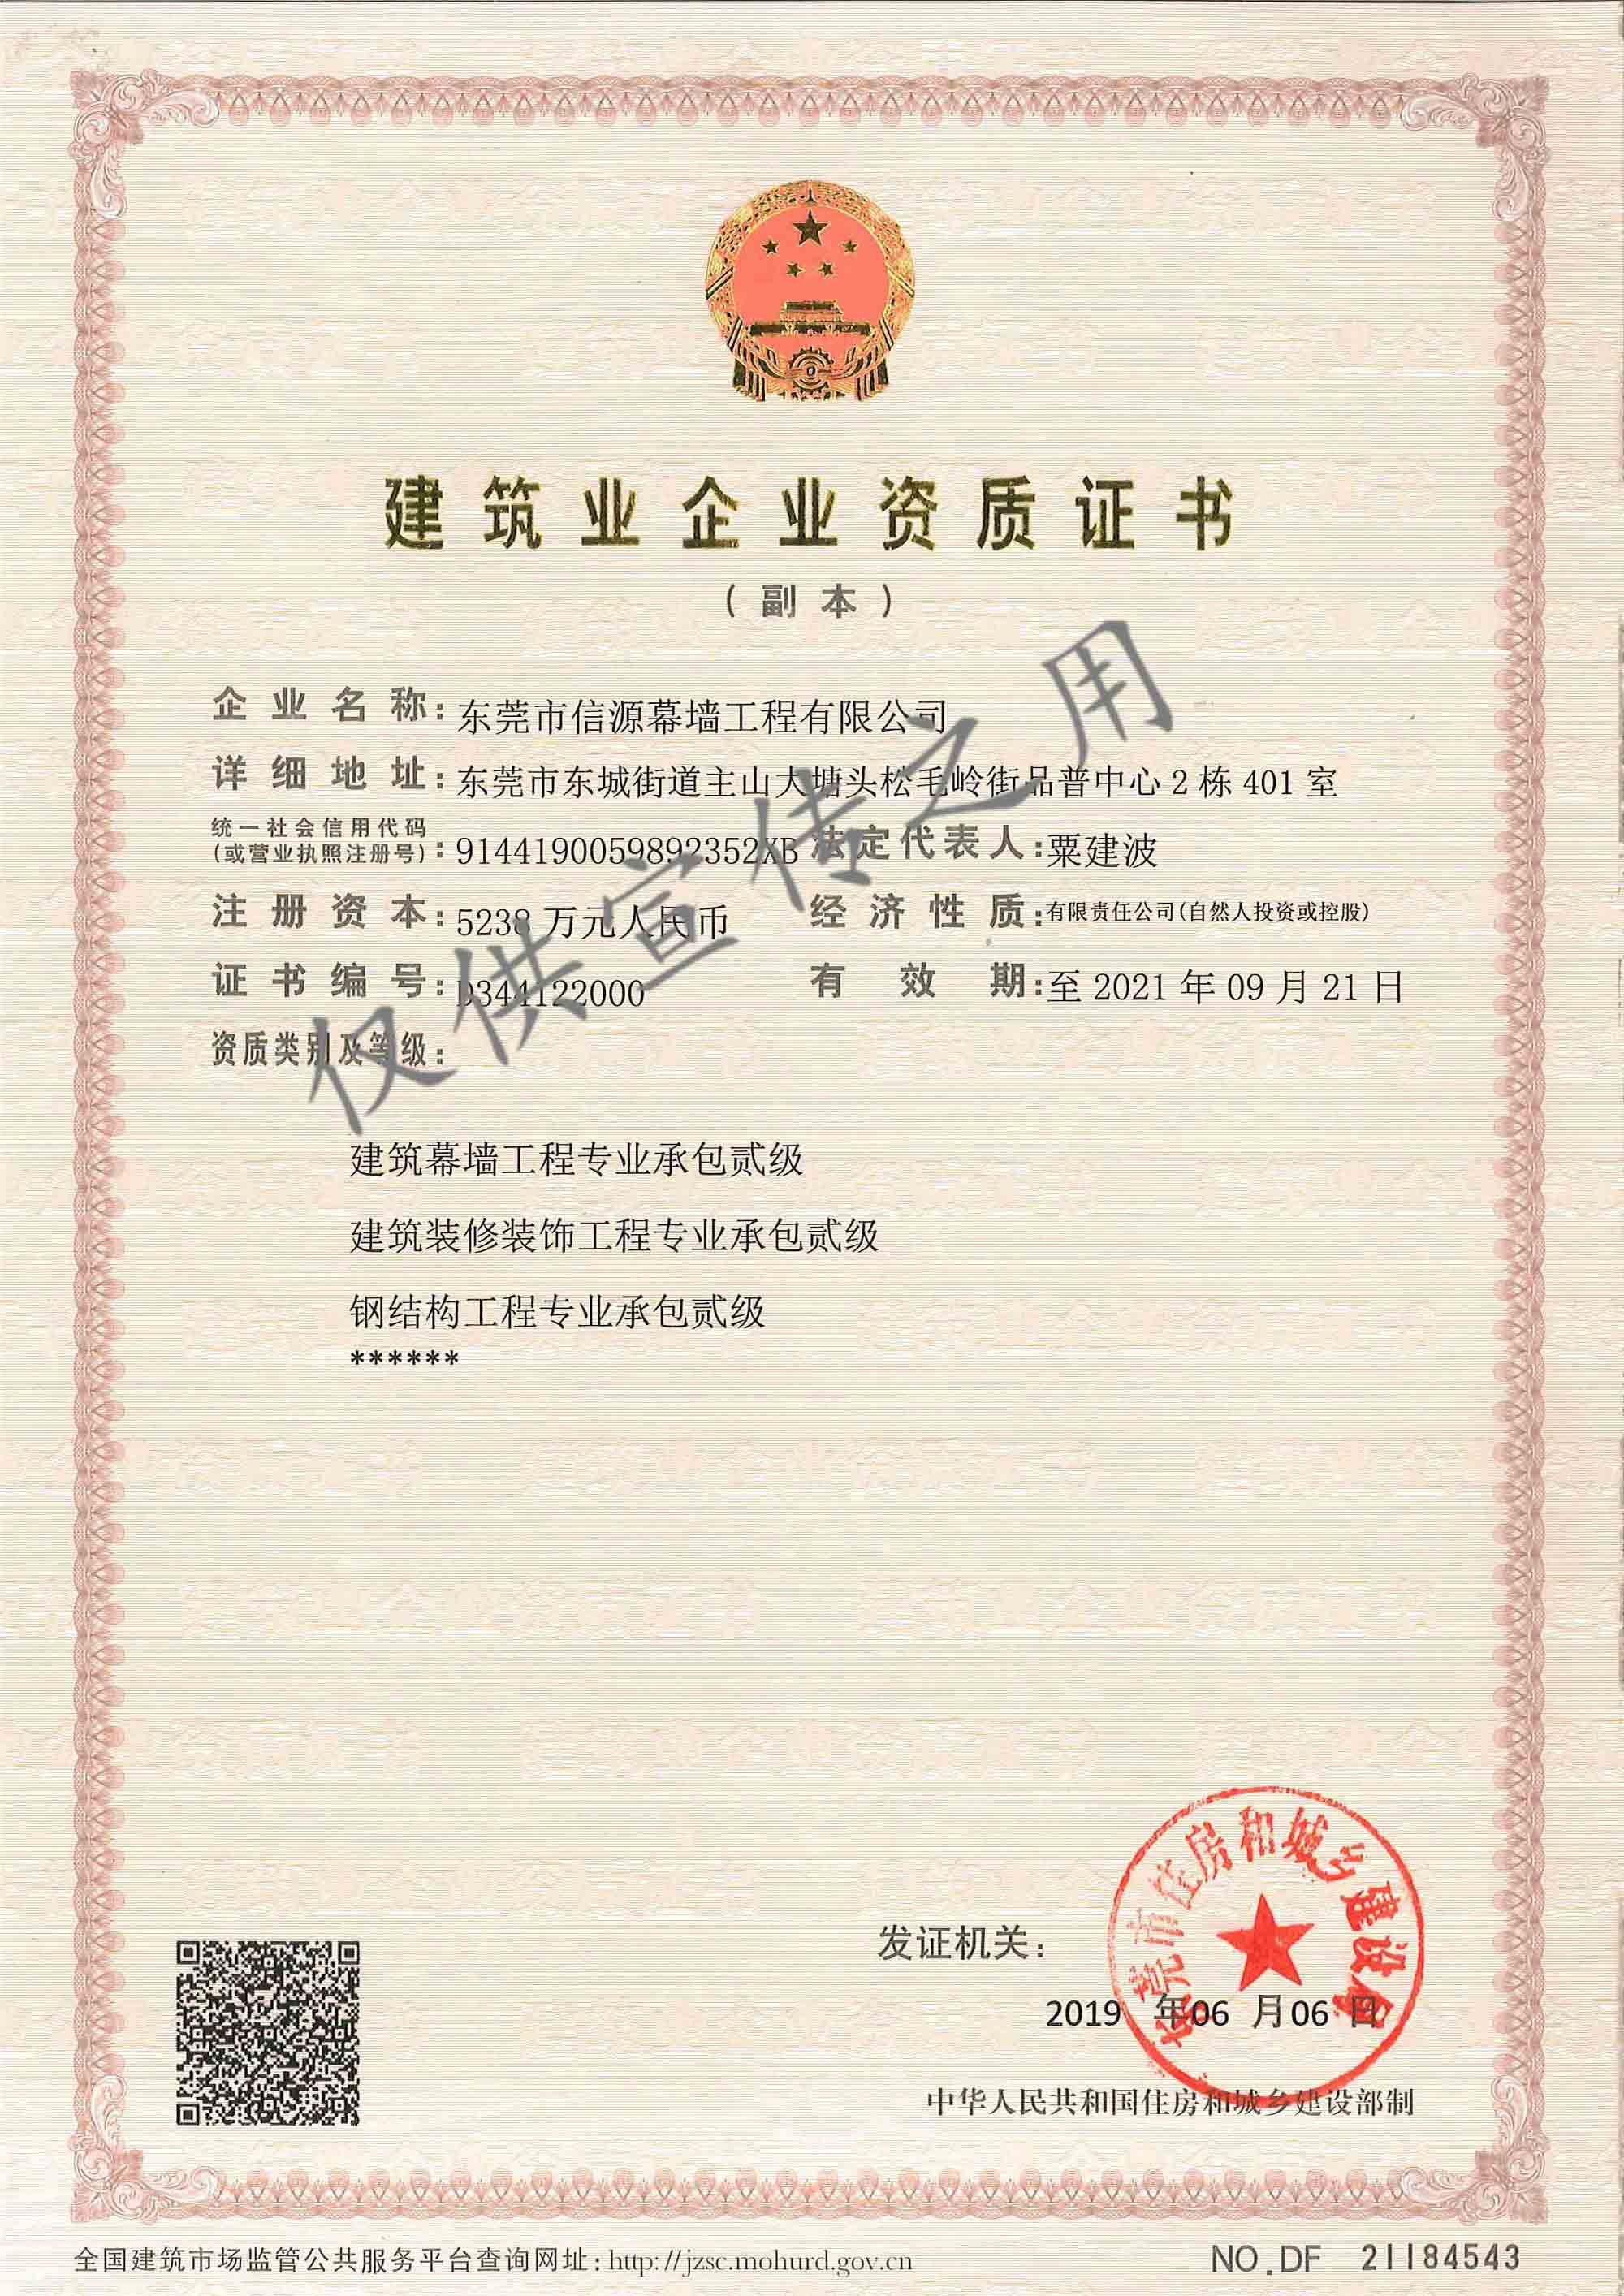 建筑业企业资质证书
（副本）
企业名称：东莞市信源幕墙工程有限公司
详细地址：东莞市东城街道主山大塘头松毛岭街品普中心2栋401室
统一社会信用代码
(或营业执照注册号)：9144190059892352XB 法定代表人：粟建波
注册资本：5238万元人民币 经济性质：有限责任公司(自然人投资或控股)
证书编号：D344122000 有效期：至2021年09月21日
资质类别及等级：
仅供宣传之用
建筑幕墙工程专业承包贰级
建筑装修装饰工程专业承包贰级
钢结构工程专业承包贰级
******
东莞市住房和城乡建设局
发证机关：
2019 年06 月06 日
中华人民共和国住房和城乡建设部制
全国建筑市场监管公共服务平台查询网址：http://jzsc.mohurd.gov.cn
NO.DF 21184543